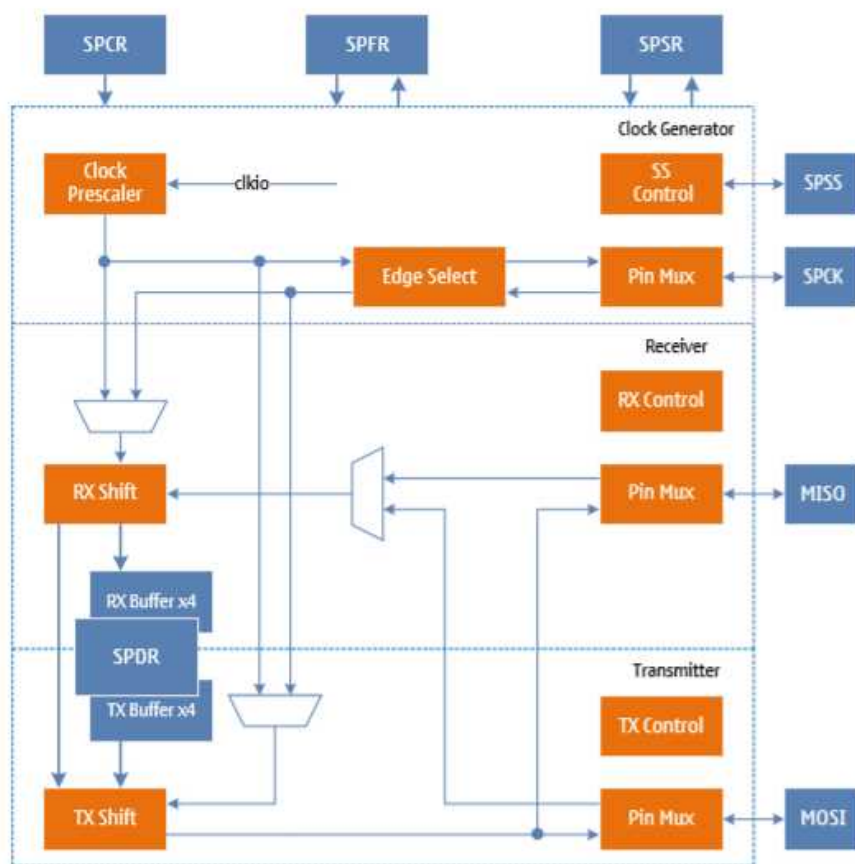 SPCR
SPFR
SPSR
Clock Generator
Clock
Prescaler
clkio
SS
Control
SPSS
Edge Select
Pin Mux
SPCK
Receiver
RX Control
RX Shift
Pin Mux
MISO
RX Buffer x4
SPDR
Transmitter
TX Buffer x4
TX Control
TX Shift
Pin Mux
MOSI